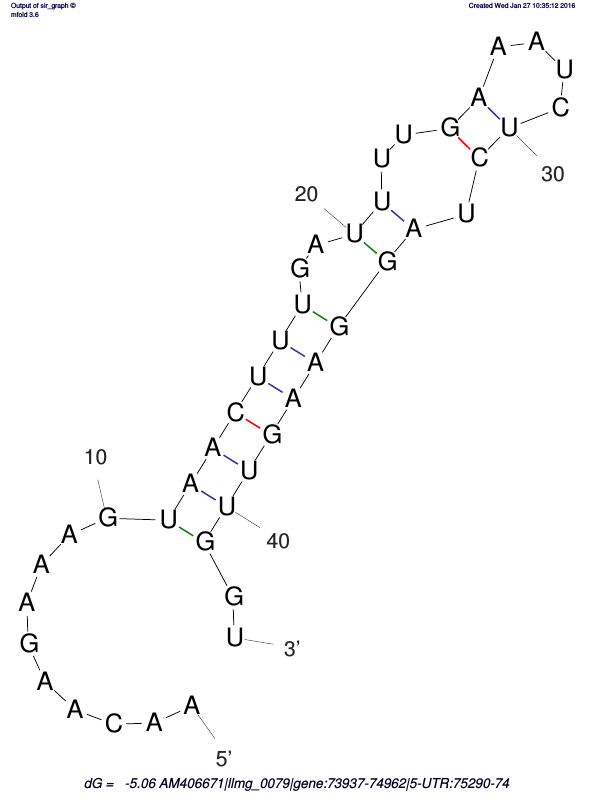 Output of sir_graph ©
mfold 3.6
Created Wed Jan 27 10:35:12 2016
A A
U
A C
U U G U
C
30
U U
20
U A
A U
G G
U G
U A
U A
C G
A U
10
A U
G U G
40
A
A
A G
G U
3'
A
A C A A
5'
dG = -5.06 AM406671|llmg_0079|gene:73937-74962|5-UTR:75290-74